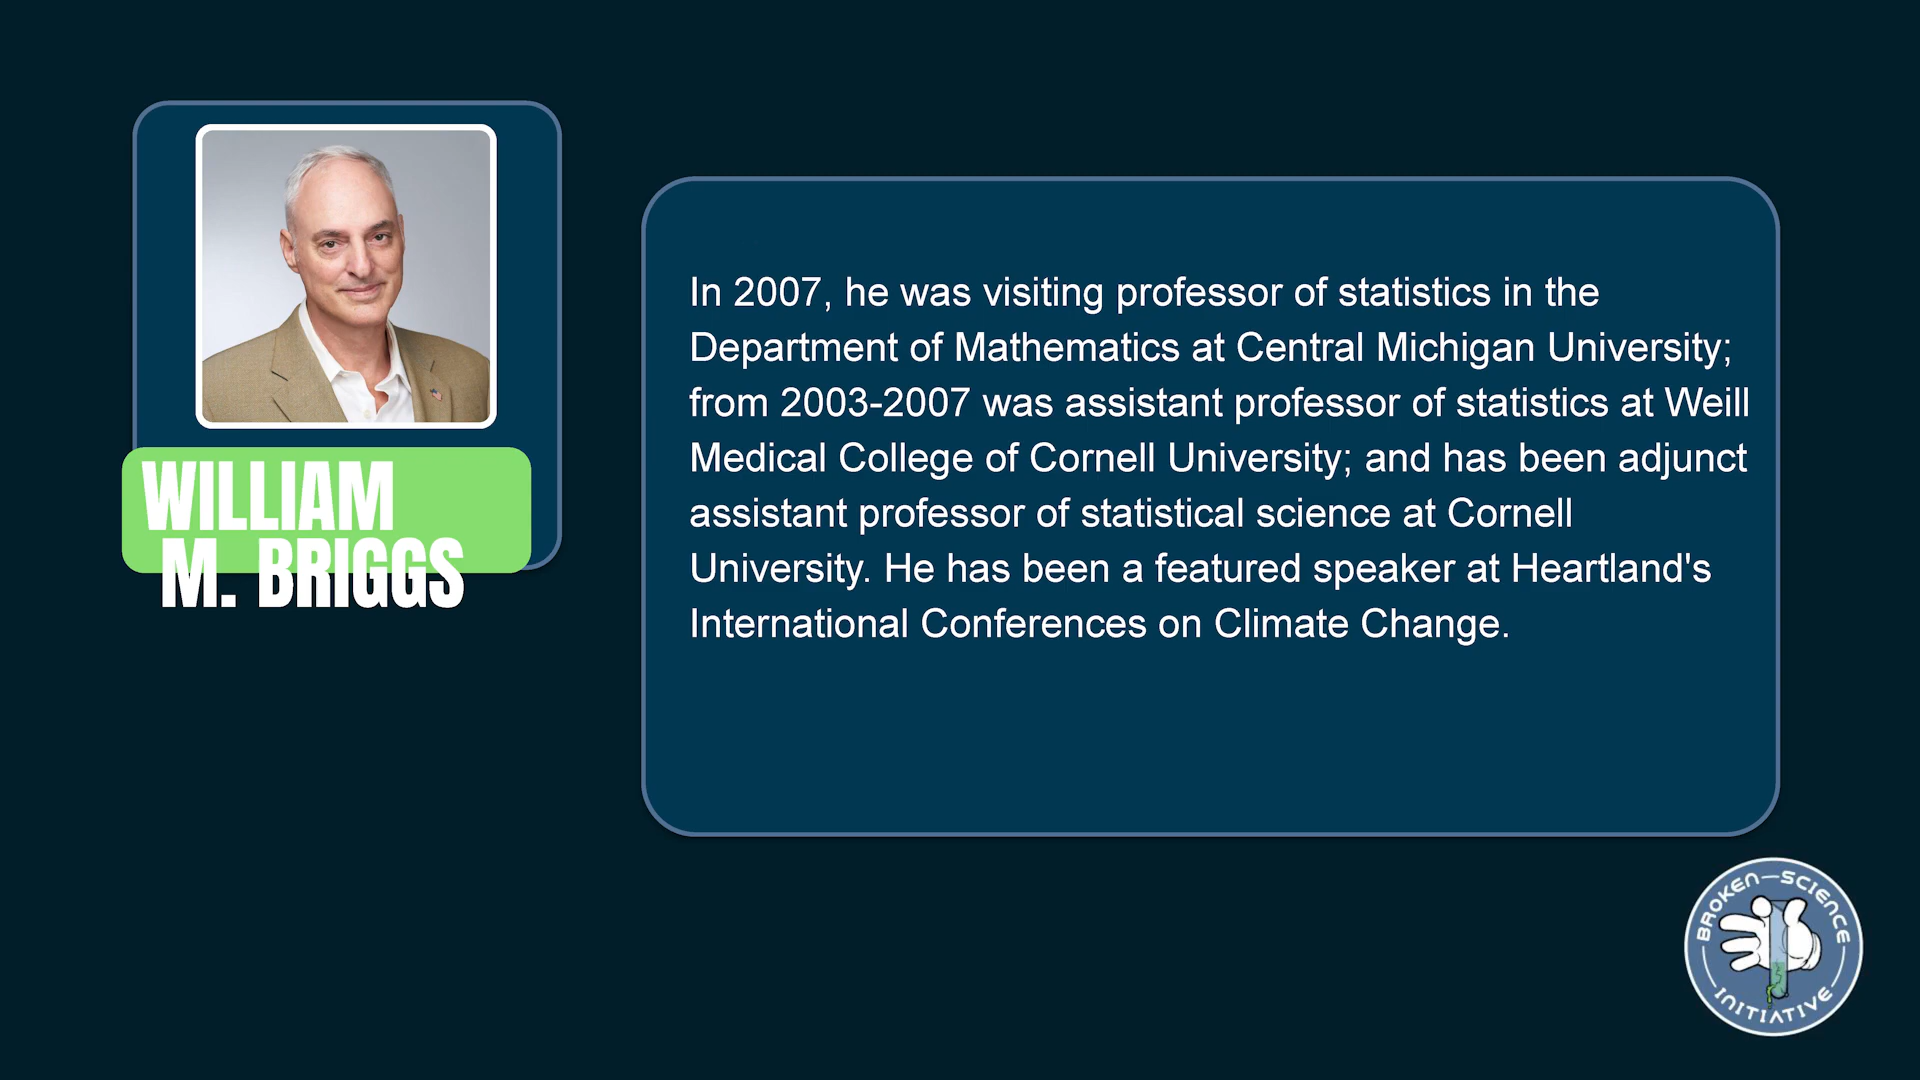 WILLIAM
M. BRIGGS
In 2007, he was visiting professor of statistics in the
Department of Mathematics at Central Michigan University;
from 2003-2007 was assistant professor of statistics at Weill
Medical College of Cornell University; and has been adjunct
assistant professor of statistical science at Cornell
University. He has been a featured speaker at Heartland's
International Conferences on Climate Change.
BROKEN—SCIENCE
INITIATIVE